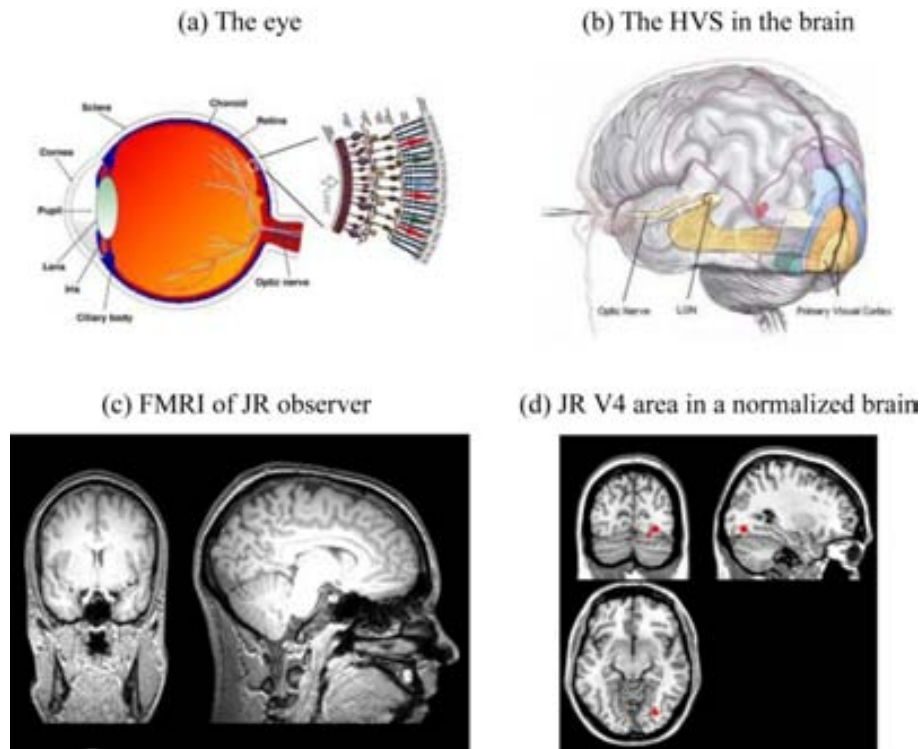 (a) The eye
(b) The HVS in the brain
Choroid
Sclera
Retina
Cornea
Pupil
Lens
Iris
Optic nerve
Ciliary body
Optic Nerve
LGN
Primary Visual Cortex
(c) FMRI of JR observer
(d) JR V4 area in a normalized brain